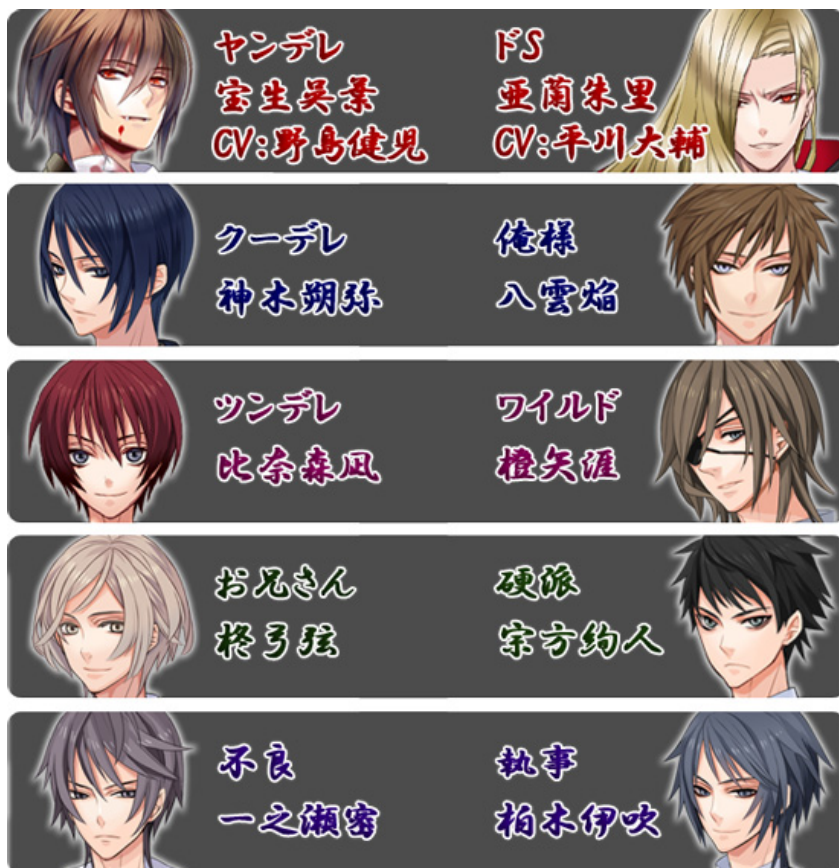 ヤンデレ
宝生呉葉
CV:野島健児
ドS
亜蘭朱里
CV:平川大輔
クーデレ
神木朔弥
俺様
八雲焔
ツンデレ
比奈森凪
ワイルド
橙矢涯
お兄さん
柊弓弦
硬派
宗方絢人
不良
一之瀬密
執事
柏木伊吹